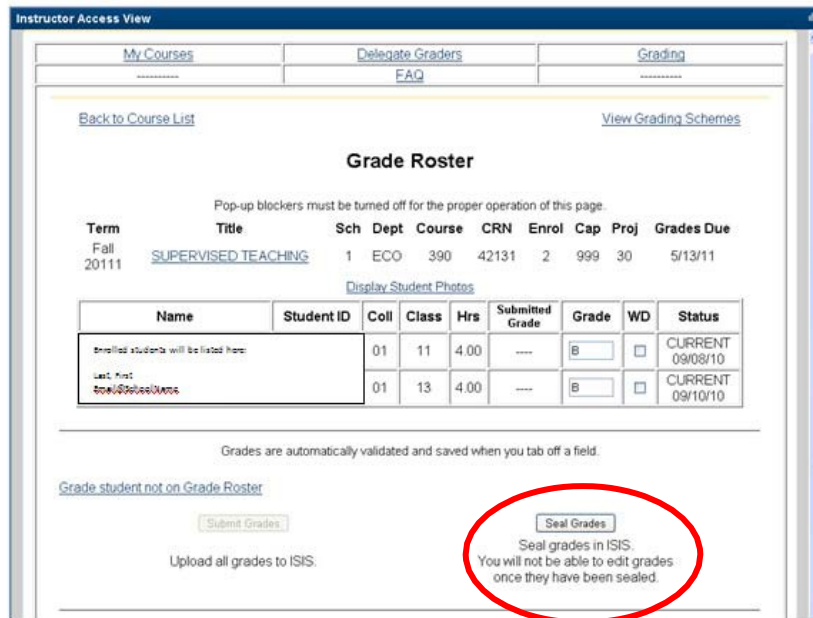 Instructor Access View
My Courses Delegate Graders Grading
---------- FAQ ----------
Back to Course List View Grading Schemes
Grade Roster
Pop-up blockers must be turned off for the proper operation of this page.
Term Title Sch Dept Course CRN Enrol Cap Proj Grades Due
Fall 20111 SUPERVISED TEACHING 1 ECO 390 42131 2 999 30 5/13/11
Display Student Photos
Name Student ID Coll Class Hrs Submitted Grade Grade WD Status
Enrolled students will be listed here:
Last, First
Email@SchoolName
01 11 4.00 ---- B CURRENT 09/08/10
01 13 4.00 ---- B CURRENT 09/10/10
Grades are automatically validated and saved when you tab off a field.
Grade student not on Grade Roster
Submit Grades Seal Grades
Upload all grades to ISIS.
Seal grades in ISIS.
You will not be able to edit grades
once they have been sealed.